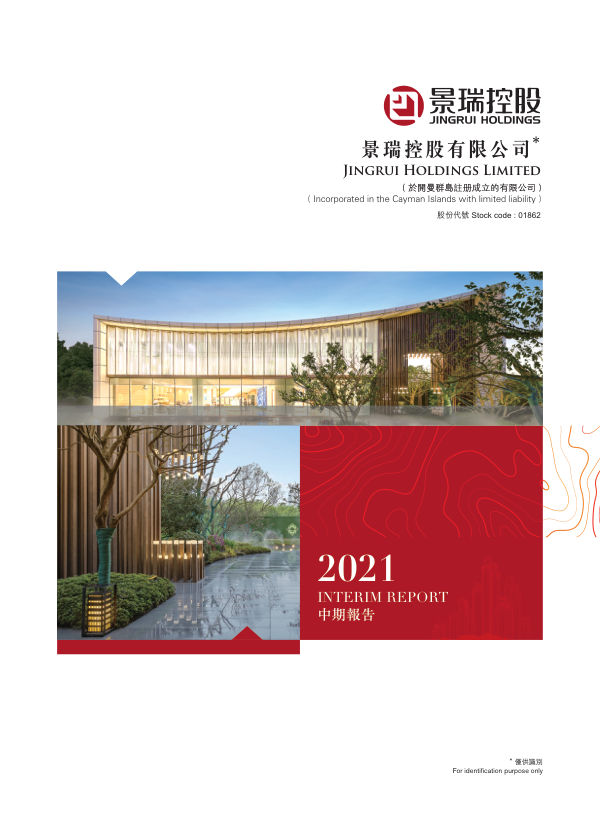 景瑞控股
JINGRUI HOLDINGS
景瑞控股有限公司*
JINGRUI HOLDINGS LIMITED
（於開曼群島註册成立的有限公司）
( Incorporated in the Cayman Islands with limited liability )
股份代號 Stock code : 01862
2021
INTERIM REPORT
中期報告
* 僅供識別
For identification purpose only